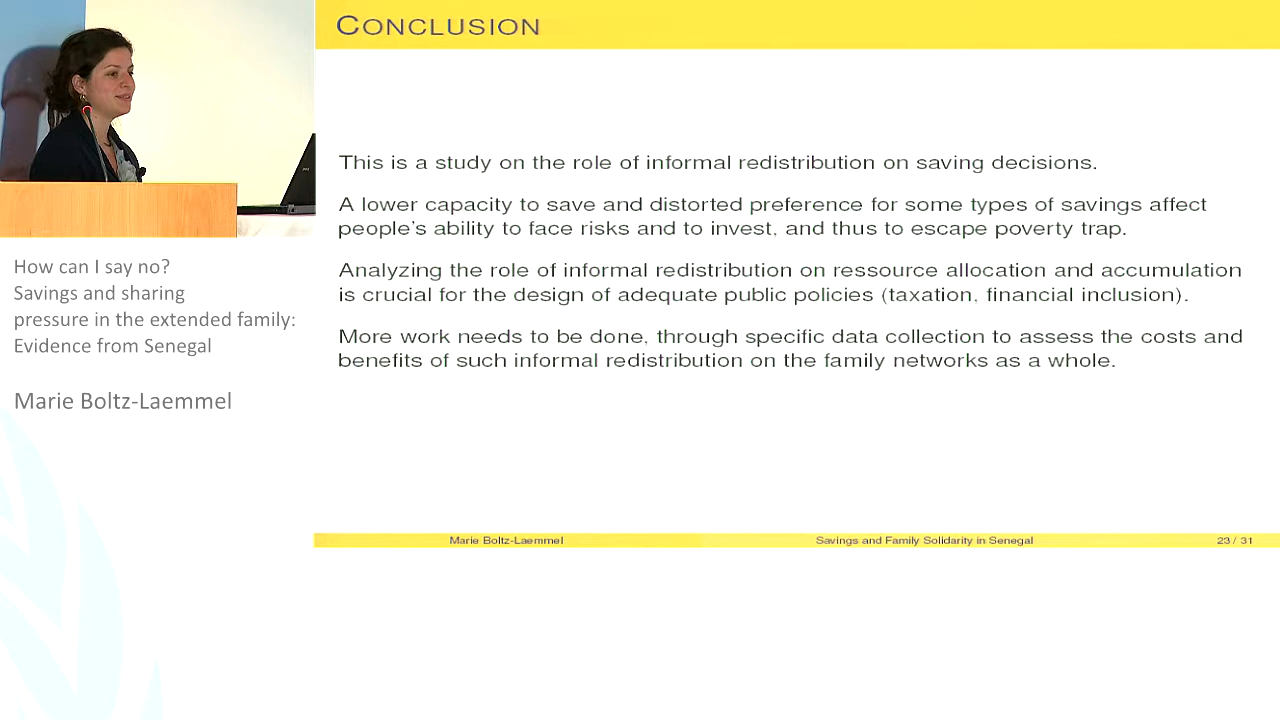 CONCLUSION
This is a study on the role of informal redistribution on saving decisions.
A lower capacity to save and distorted preference for some types of savings affect
people's ability to face risks and to invest, and thus to escape poverty trap.
Analyzing the role of informal redistribution on ressource allocation and accumulation
is crucial for the design of adequate public policies (taxation, financial inclusion).
More work needs to be done, through specific data collection to assess the costs and
benefits of such informal redistribution on the family networks as a whole.
Marie Boltz-Laemmel Savings and Family Solidarity in Senegal 23 / 31
How can I say no?
Savings and sharing
pressure in the extended family:
Evidence from Senegal
Marie Boltz-Laemmel